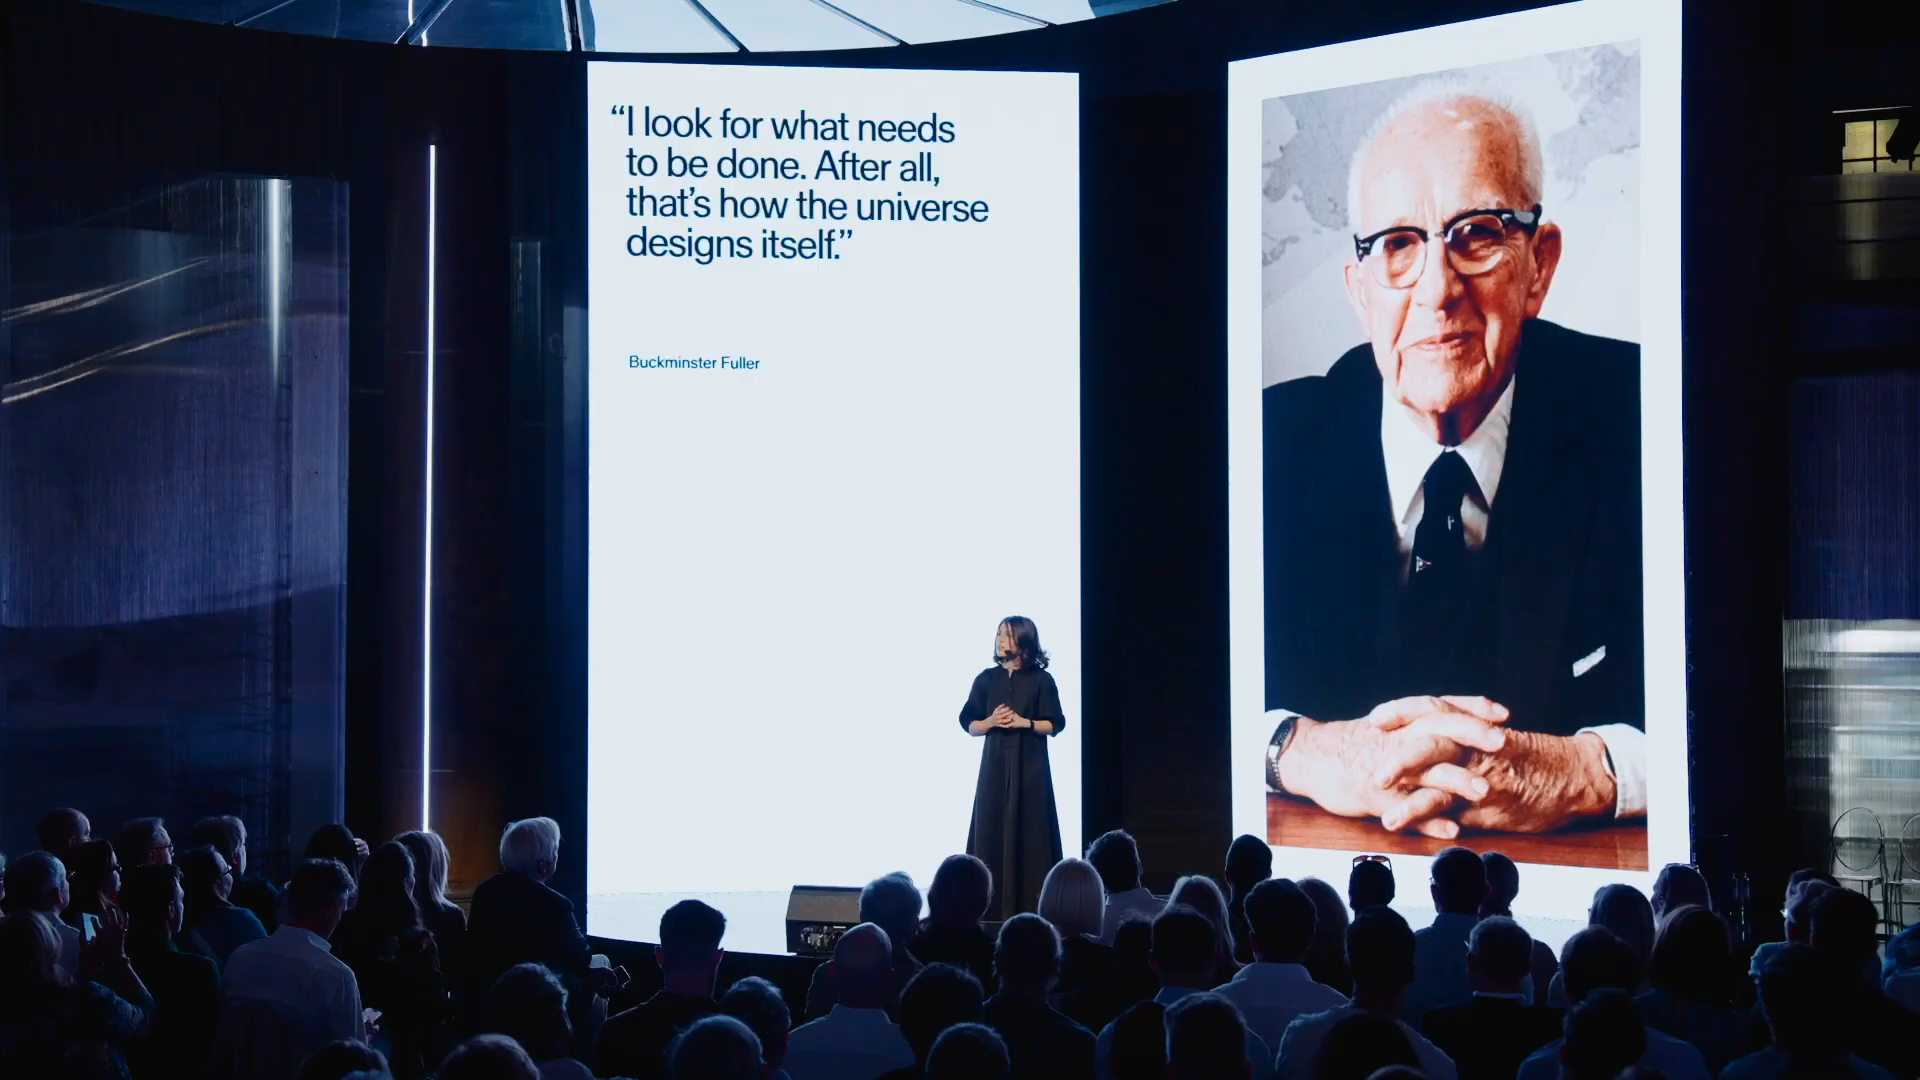 “I look for what needs
to be done. After all,
that’s how the universe
designs itself.”
Buckminster Fuller